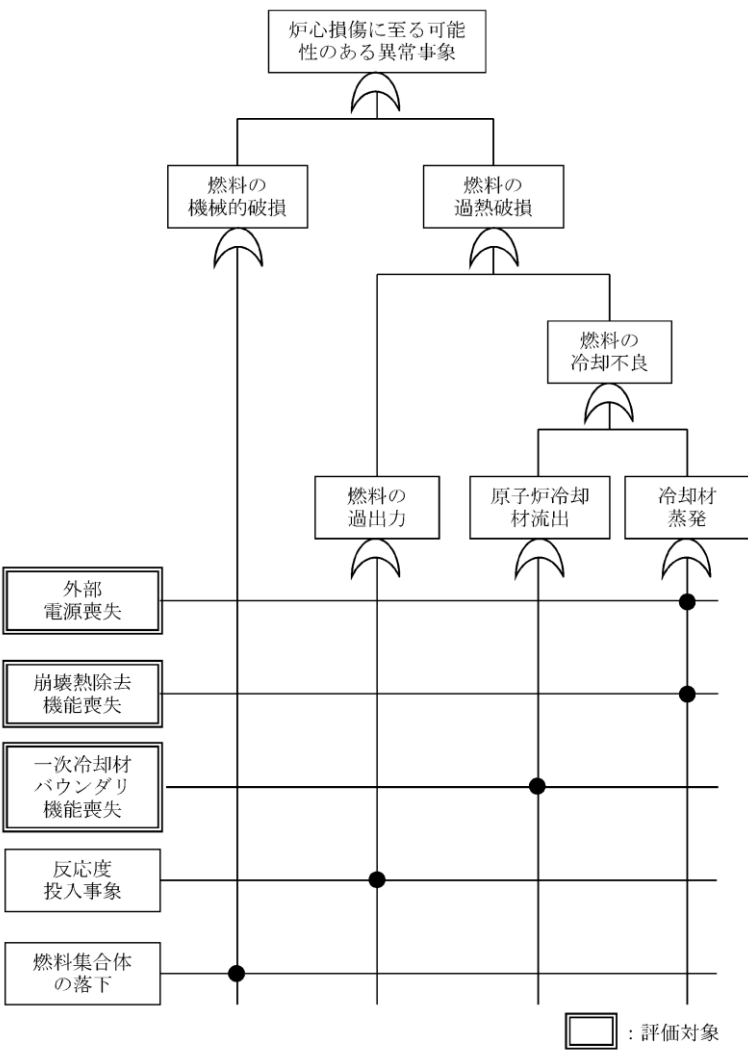 炉心損傷に至る可能
性のある異常事象
燃料の
機械的破損
燃料の
過熱破損
燃料の
冷却不良
燃料の
過出力
原子炉冷却
材流出
冷却材
蒸発
外部
電源喪失
崩壊熱除去
機能喪失
一次冷却材
バウンダリ
機能喪失
反応度
投入事象
燃料集合体
の落下
：評価対象